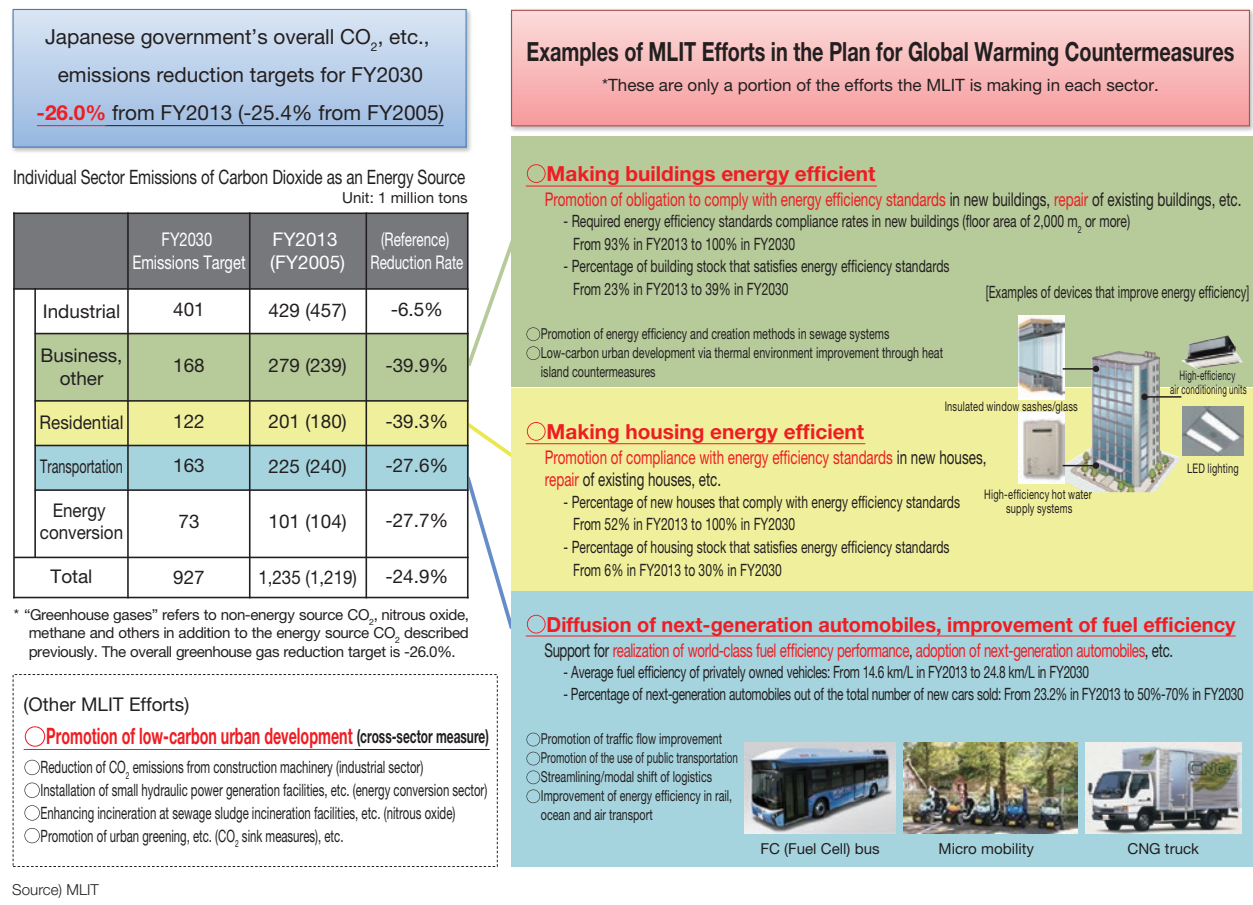 Japanese government's overall CO2, etc.,
emissions reduction targets for FY2030
-26.0% from FY2013 (-25.4% from FY2005)
Individual Sector Emissions of Carbon Dioxide as an Energy Source
Unit: 1 million tons
FY2030 Emissions Target
FY2013 (FY2005)
(Reference) Reduction Rate
Industrial 401 429 (457) -6.5%
Business, other 168 279 (239) -39.9%
Residential 122 201 (180) -39.3%
Transportation 163 225 (240) -27.6%
Energy conversion 73 101 (104) -27.7%
Total 927 1,235 (1,219) -24.9%
* "Greenhouse gases" refers to non-energy source CO2, nitrous oxide,
methane and others in addition to the energy source CO2 described
previously. The overall greenhouse gas reduction target is -26.0%.
(Other MLIT Efforts)
○Promotion of low-carbon urban development (cross-sector measure)
○Reduction of CO2 emissions from construction machinery (industrial sector)
○Installation of small hydraulic power generation facilities, etc. (energy conversion sector)
○Enhancing incineration at sewage sludge incineration facilities, etc. (nitrous oxide)
○Promotion of urban greening, etc. (CO2 sink measures), etc.
Source) MLIT
Examples of MLIT Efforts in the Plan for Global Warming Countermeasures
*These are only a portion of the efforts the MLIT is making in each sector.
○Making buildings energy efficient
Promotion of obligation to comply with energy efficiency standards in new buildings, repair of existing buildings, etc.
- Required energy efficiency standards compliance rates in new buildings (floor area of 2,000 m2 or more)
From 93% in FY2013 to 100% in FY2030
- Percentage of building stock that satisfies energy efficiency standards
From 23% in FY2013 to 39% in FY2030
[Examples of devices that improve energy efficiency]
○Promotion of energy efficiency and creation methods in sewage systems
○Low-carbon urban development via thermal environment improvement through heat
island countermeasures
Insulated window sashes/glass
High-efficiency
air conditioning units
LED lighting
High-efficiency hot water
supply systems
○Making housing energy efficient
Promotion of compliance with energy efficiency standards in new houses,
repair of existing houses, etc.
- Percentage of new houses that comply with energy efficiency standards
From 52% in FY2013 to 100% in FY2030
- Percentage of housing stock that satisfies energy efficiency standards
From 6% in FY2013 to 30% in FY2030
○Diffusion of next-generation automobiles, improvement of fuel efficiency
Support for realization of world-class fuel efficiency performance, adoption of next-generation automobiles, etc.
- Average fuel efficiency of privately owned vehicles: From 14.6 km/L in FY2013 to 24.8 km/L in FY2030
- Percentage of next-generation automobiles out of the total number of new cars sold: From 23.2% in FY2013 to 50%-70% in FY2030
○Promotion of traffic flow improvement
○Promotion of the use of public transportation
○Streamlining/modal shift of logistics
○Improvement of energy efficiency in rail,
ocean and air transport
CNG
FC (Fuel Cell) bus
Micro mobility
CNG truck